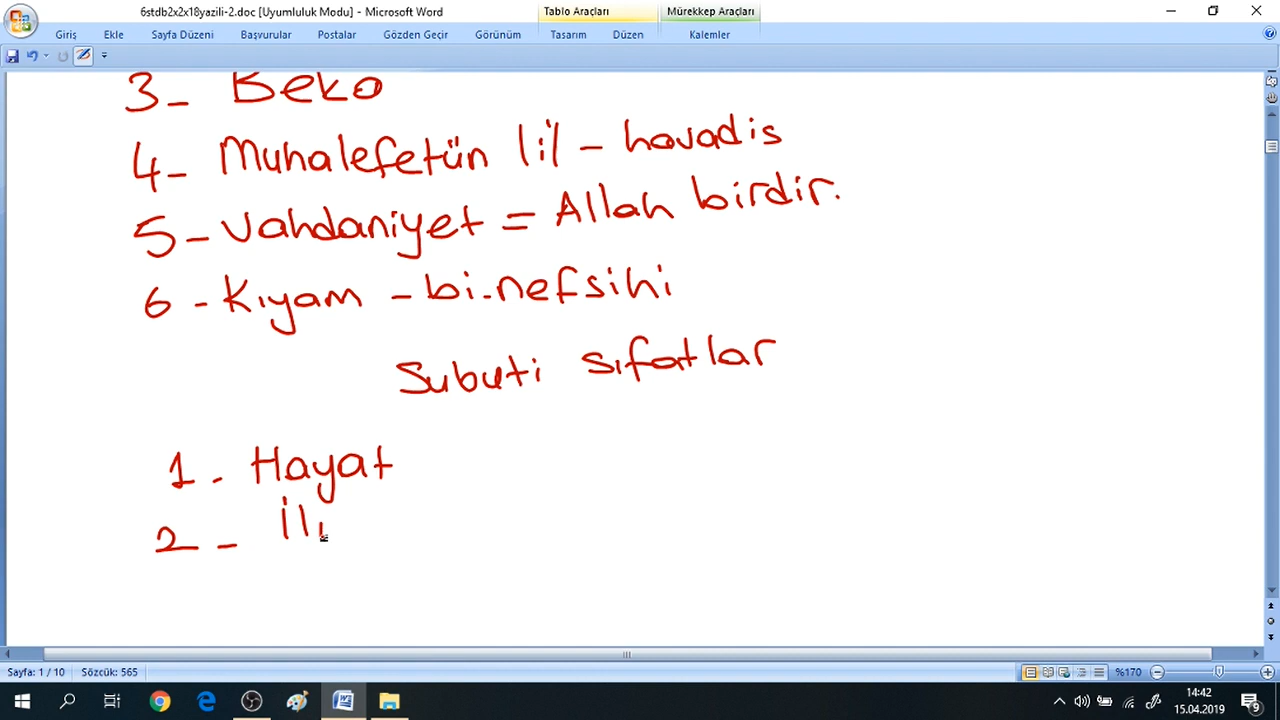 6stdb2x2x18yazili-2.doc [Uyumluluk Modu] - Microsoft Word
Tablo Araçları
Mürekkep Araçları
Giriş Ekle Sayfa Düzeni Başvurular Postalar Gözden Geçir Görünüm Tasarım Düzen Kalemler
3- Beka
4- Muhalefetün lil - havadis
5- Vahdaniyet = Allah birdir.
6 - Kıyam - bi-nefsihi
Subuti sıfatlar
1. Hayat
2 - İlı
Sayfa: 1 / 10 Sözcük: 565 %170
14:42
15.04.2019
9